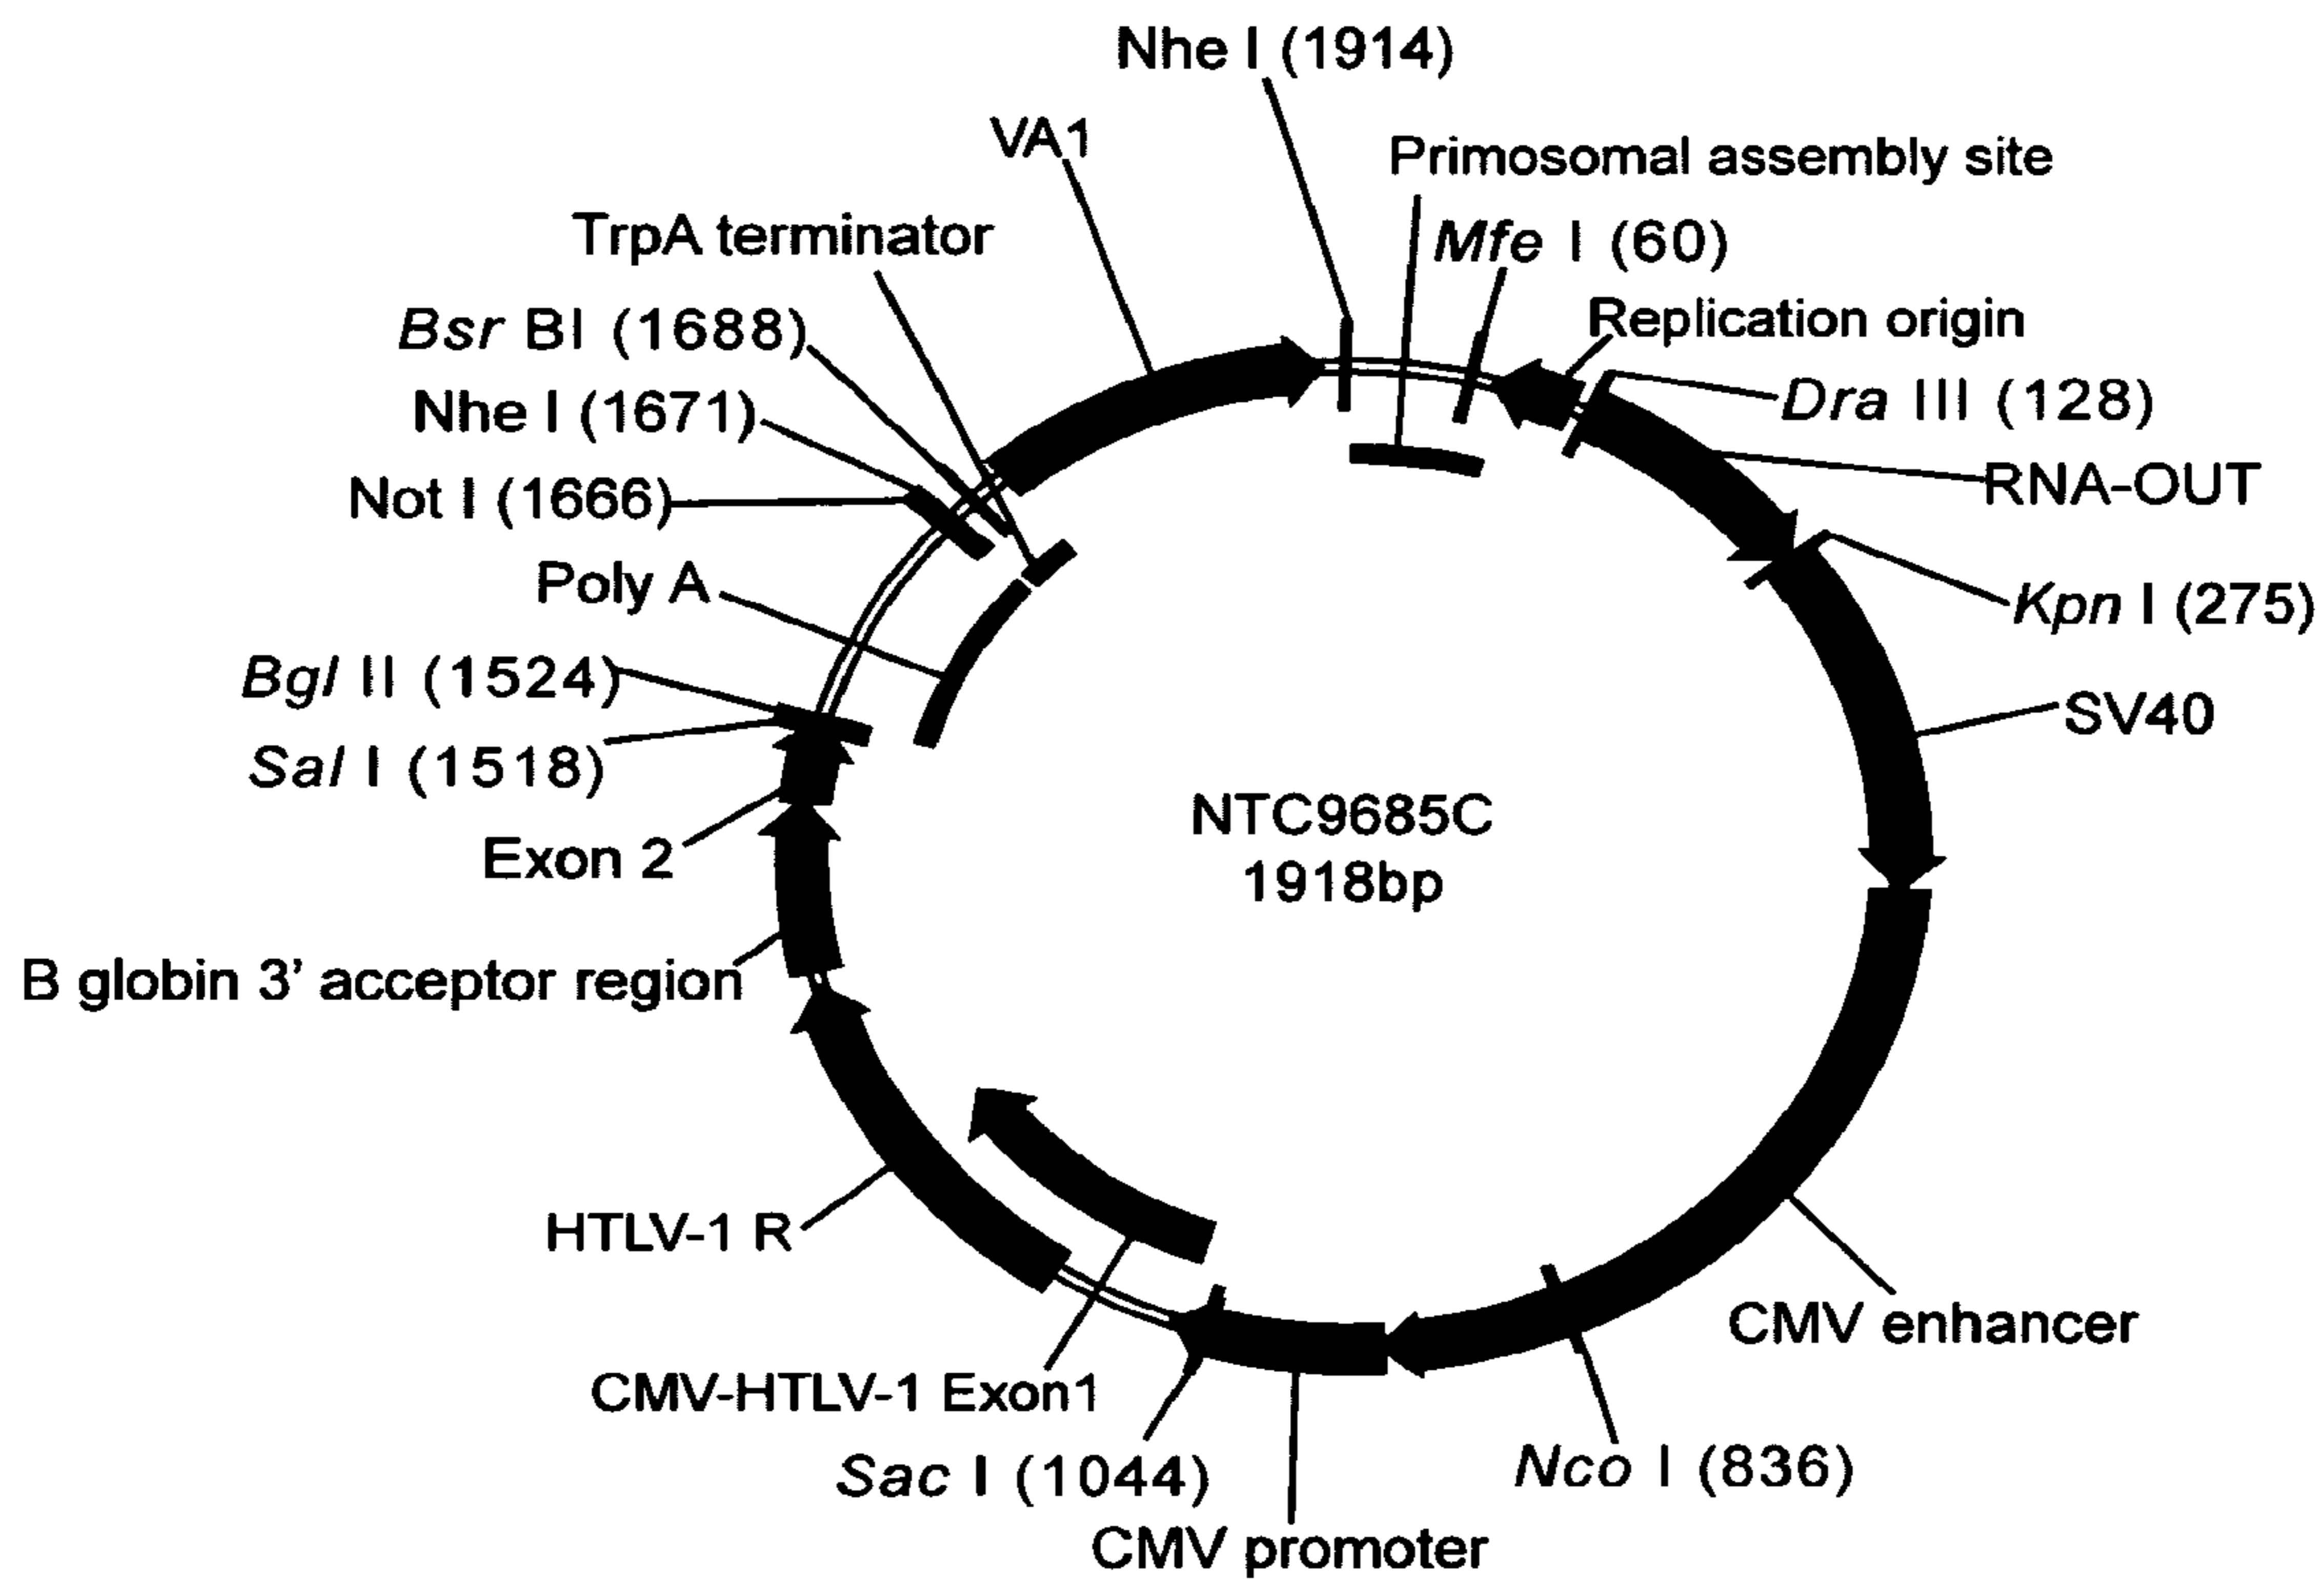 Nhe I (1914)
VA1
Primosomal assembly site
TrpA terminator
Mfe I (60)
Replication origin
Bsr BI (1688)
Dra III (128)
Nhe I (1671)
RNA-OUT
Not I (1666)
Poly A
Kpn I (275)
Bgl II (1524)
SV40
Sal I (1518)
NTC9685C
1918bp
Exon 2
B globin 3' acceptor region
HTLV-1 R
CMV enhancer
CMV-HTLV-1 Exon1
Sac I (1044)
Nco I (836)
CMV promoter